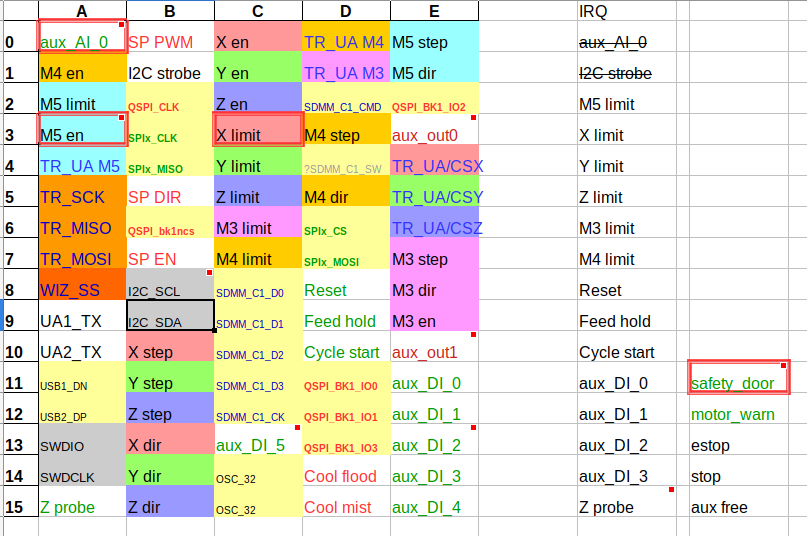 A B C D E IRQ
0 aux_AI_0 SP PWM X en TR_UA M4 M5 step aux_AI_0
1 M4 en I2C strobe Y en TR_UA M3 M5 dir I2C strobe
2 M5 limit QSPI_CLK Z en SDMM_C1_CMD QSPI_BK1_IO2 M5 limit
3 M5 en SPIx_CLK X limit M4 step aux_out0 X limit
4 TR_UA M5 SPIx_MISO Y limit ?SDMM_C1_SW TR_UA/CSX Y limit
5 TR_SCK SP DIR Z limit M4 dir TR_UA/CSY Z limit
6 TR_MISO QSPI_bk1ncs M3 limit SPIx_CS TR_UA/CSZ M3 limit
7 TR_MOSI SP EN M4 limit SPIx_MOSI M3 step M4 limit
8 WIZ_SS I2C_SCL SDMM_C1_D0 Reset M3 dir Reset
9 UA1_TX I2C_SDA SDMM_C1_D1 Feed hold M3 en Feed hold
10 UA2_TX X step SDMM_C1_D2 Cycle start aux_out1 Cycle start
11 USB1_DN Y step SDMM_C1_D3 QSPI_BK1_IO0 aux_DI_0 aux_DI_0 safety_door
12 USB2_DP Z step SDMM_C1_CK QSPI_BK1_IO1 aux_DI_1 aux_DI_1 motor_warn
13 SWDIO X dir aux_DI_5 QSPI_BK1_IO3 aux_DI_2 aux_DI_2 estop
14 SWDCLK Y dir OSC_32 Cool flood aux_DI_3 aux_DI_3 stop
15 Z probe Z dir OSC_32 Cool mist aux_DI_4 Z probe aux free